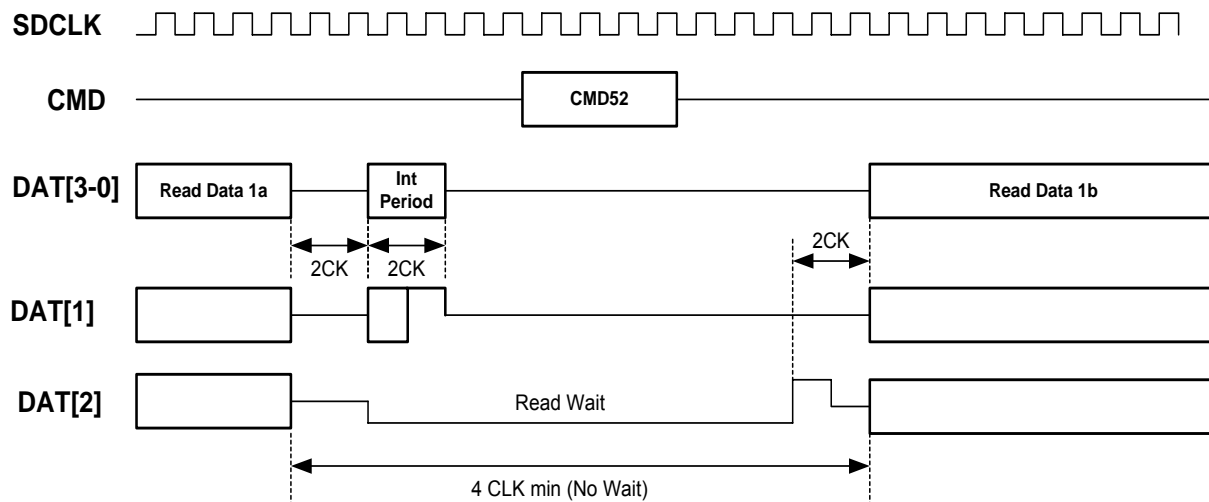 SDCLK
CMD
CMD52
DAT[3-0]
Read Data 1a
Int
Period
Read Data 1b
2CK
2CK
2CK
DAT[1]
DAT[2]
Read Wait
4 CLK min (No Wait)